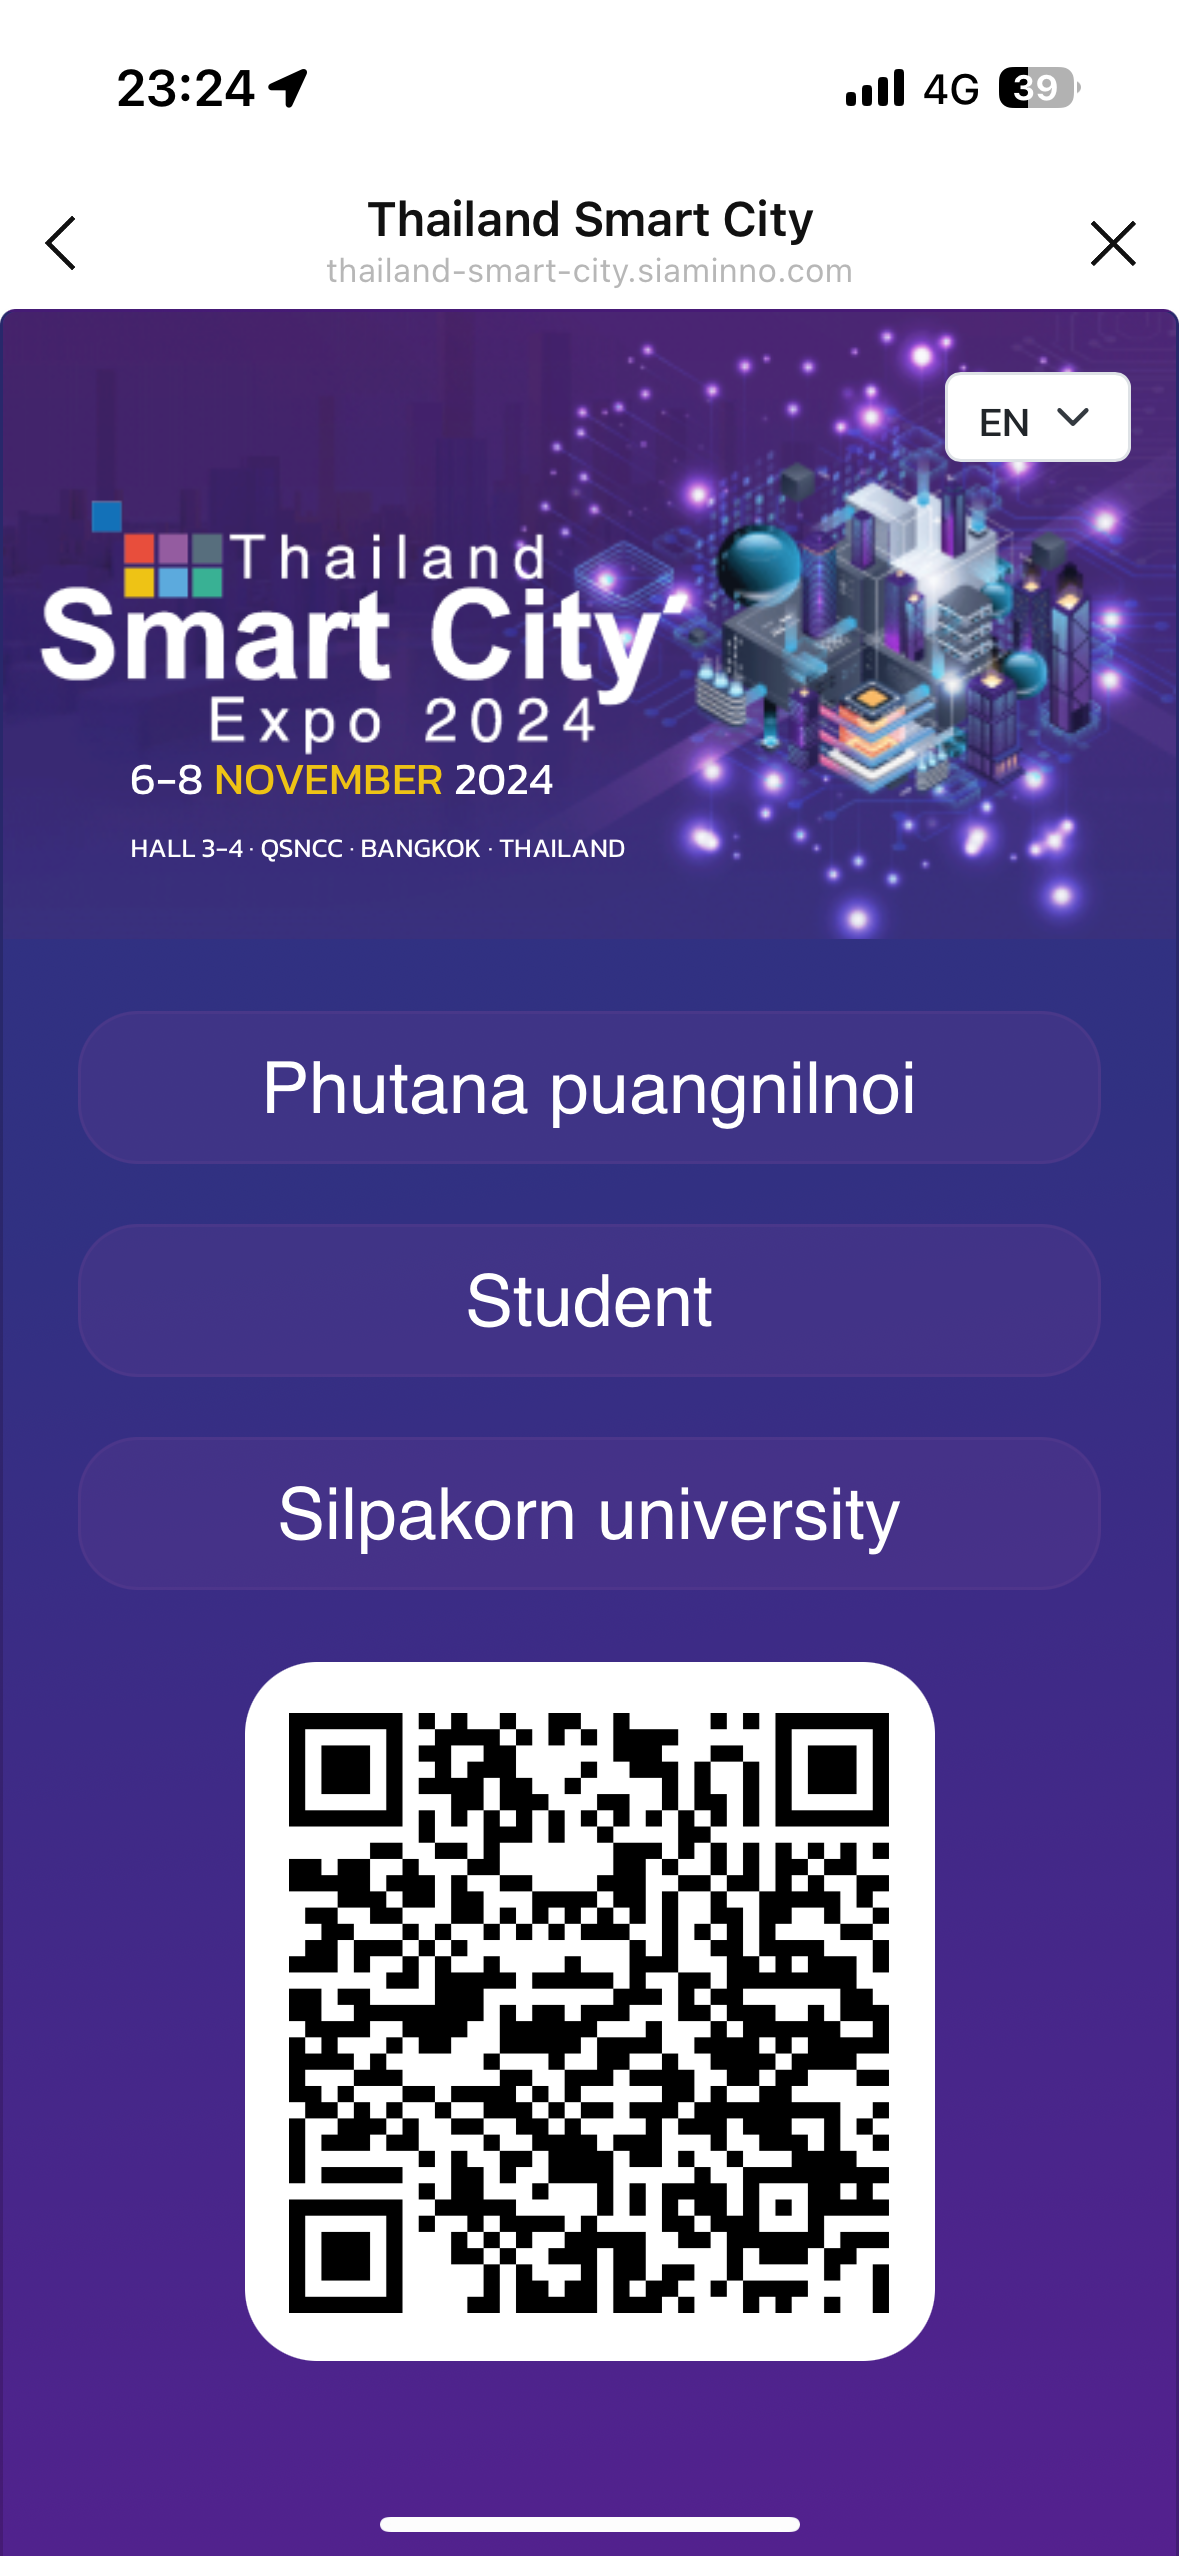 23:24 4G 39
Thailand Smart City
thailand-smart-city.siaminno.com
EN
Thailand
Smart City
Expo 2024
6-8 NOVEMBER 2024
HALL 3-4 · QSNCC · BANGKOK · THAILAND
Phutana puangnilnoi
Student
Silpakorn university